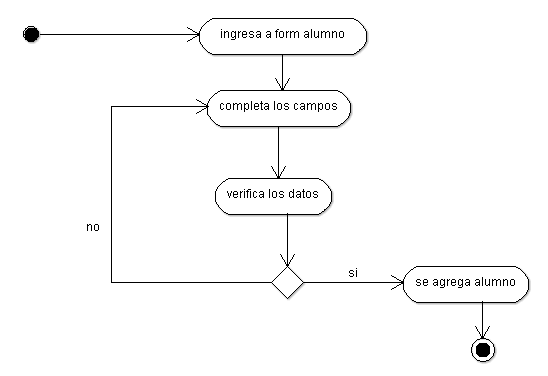 ingresa a form alumno
completa los campos
verifica los datos
no
si
se agrega alumno